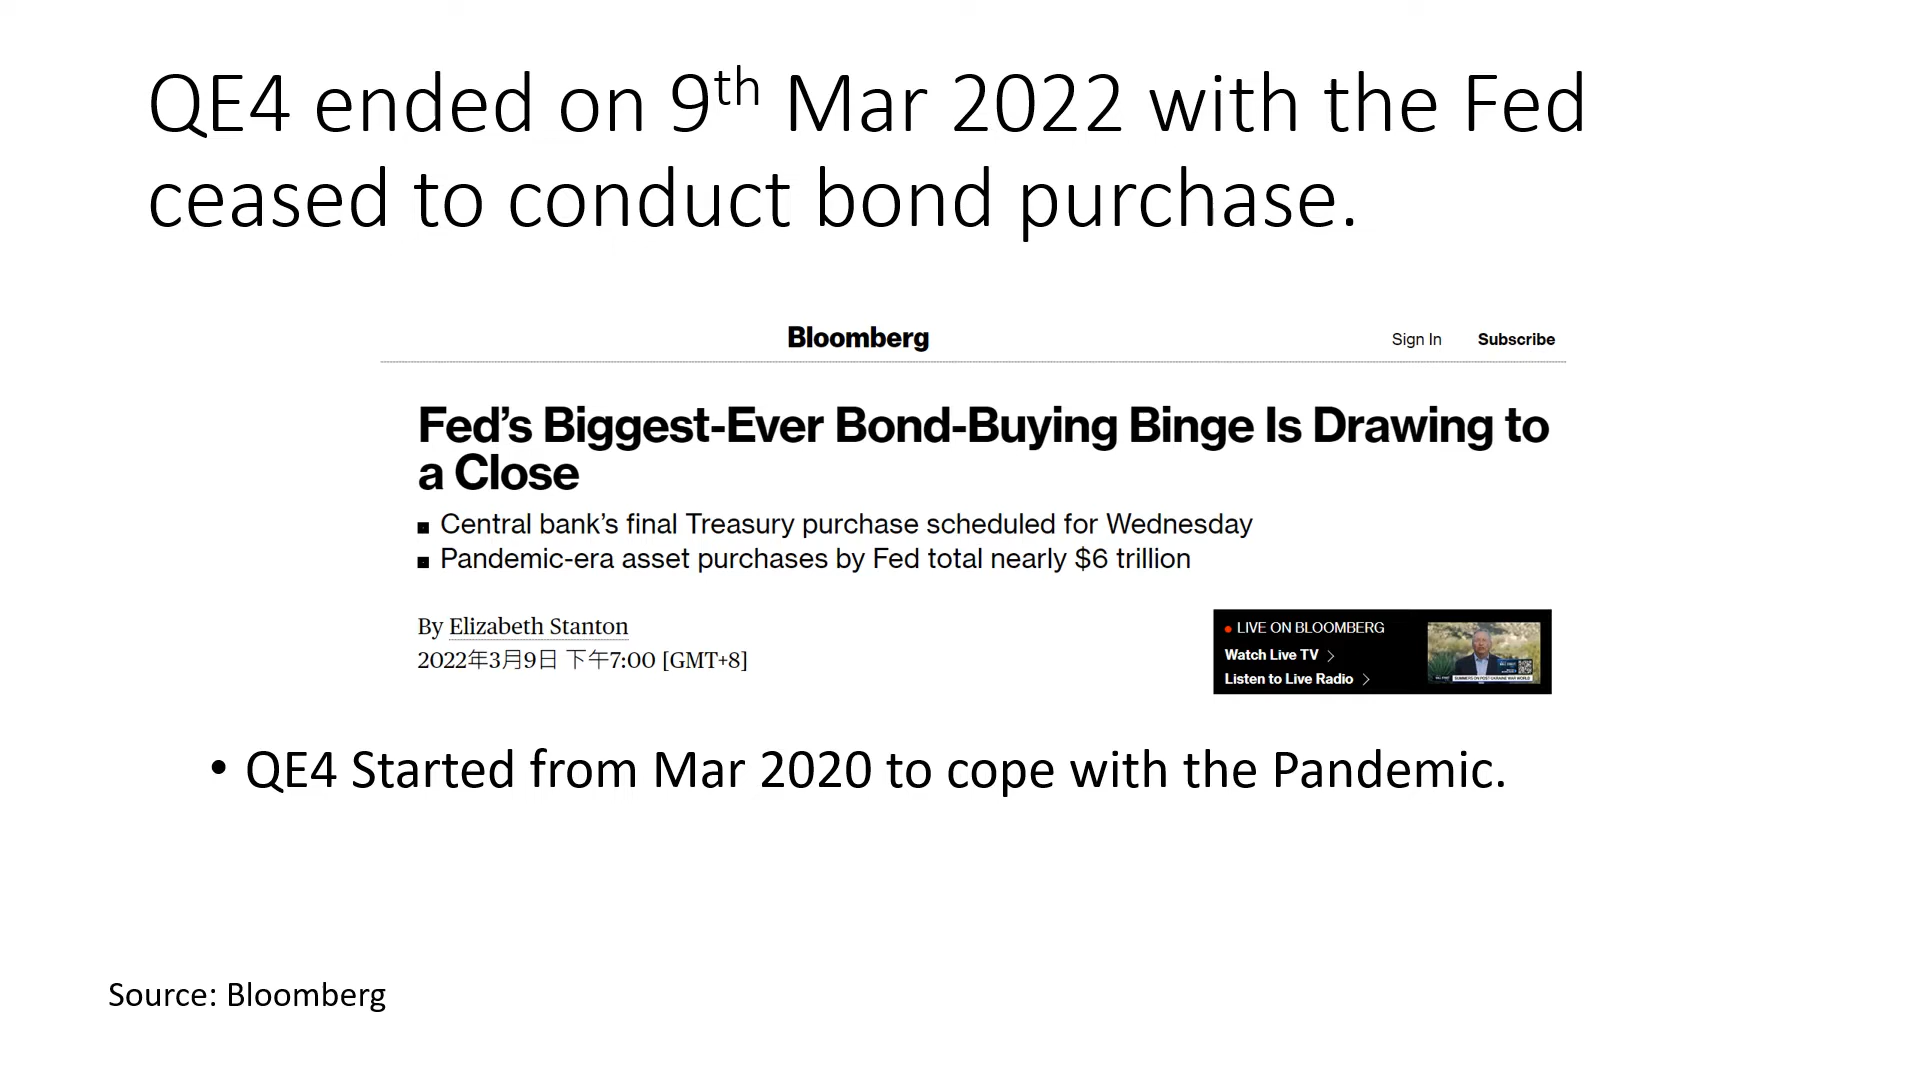 QE4 ended on 9th Mar 2022 with the Fed
ceased to conduct bond purchase.
Bloomberg
Sign In
Subscribe
Fed’s Biggest-Ever Bond-Buying Binge Is Drawing to
a Close
Central bank’s final Treasury purchase scheduled for Wednesday
Pandemic-era asset purchases by Fed total nearly $6 trillion
By Elizabeth Stanton
2022年3月9日 下午7:00 [GMT+8]
LIVE ON BLOOMBERG
Watch Live TV
Listen to Live Radio
• QE4 Started from Mar 2020 to cope with the Pandemic.
Source: Bloomberg